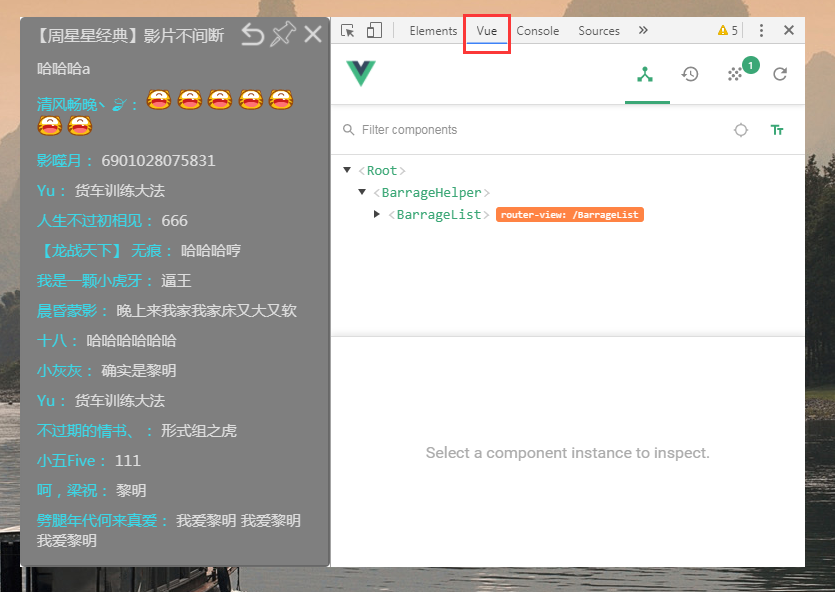 【周星星经典】影片不间断
哈哈哈a
清风畅晚丶
：
影噬月： 6901028075831
Yu： 货车训练大法
人生不过初相见： 666
【龙战天下】 无痕： 哈哈哈哼
我是一颗小虎牙： 逼王
晨昏蒙影： 晚上来我家我家床又大又软
十八： 哈哈哈哈哈哈
小灰灰： 确实是黎明
Yu： 货车训练大法
不过期的情书、： 形式组之虎
小五Five： 111
呵，梁祝： 黎明
劈腿年代何来真爱： 我爱黎明 我爱黎明
我爱黎明
Elements Vue Console Sources » 5
1
Filter components
Tт
<Root>
<BarrageHelper>
<BarrageList> router-view: /BarrageList
Select a component instance to inspect.